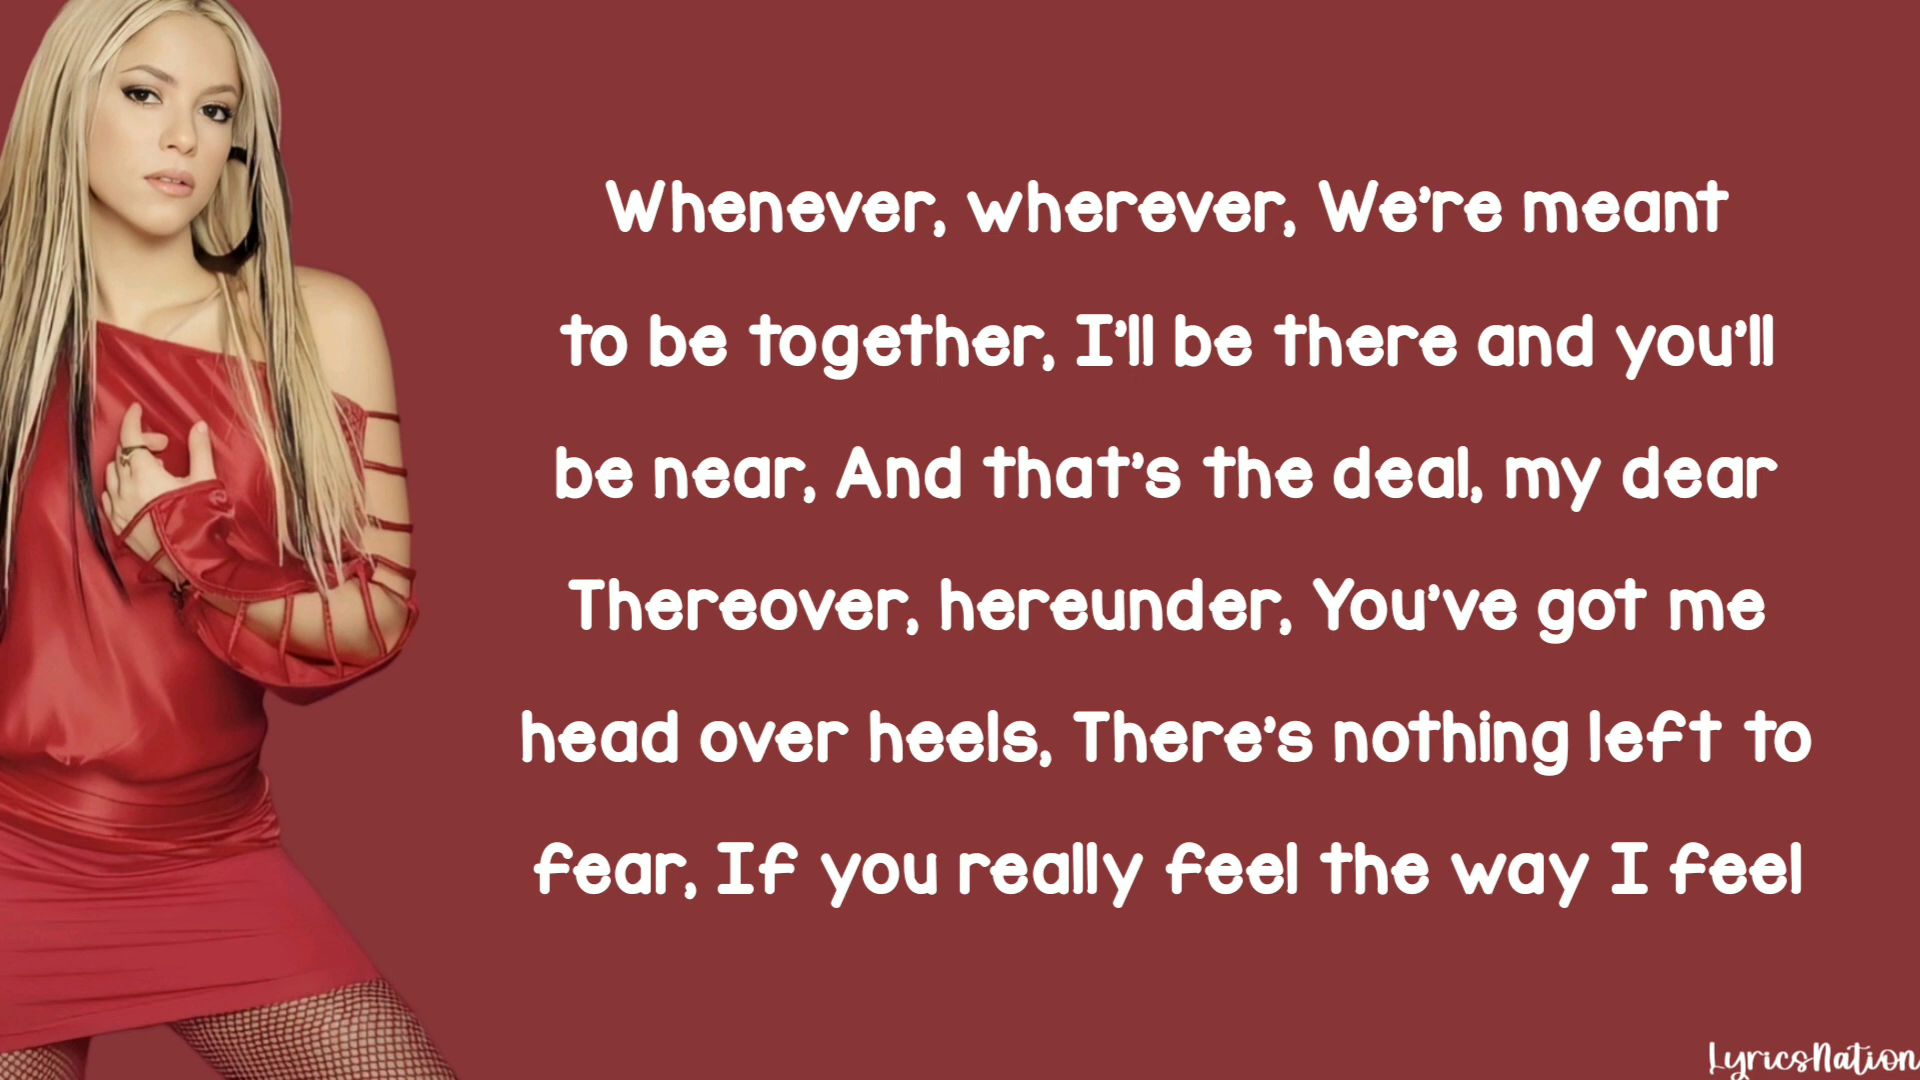 Whenever, wherever, We're meant
to be together, I'll be there and you'll
be near, And that's the deal, my dear
Thereover, hereunder, You've got me
head over heels, There's nothing left to
fear, If you really feel the way I feel
LyricsNation